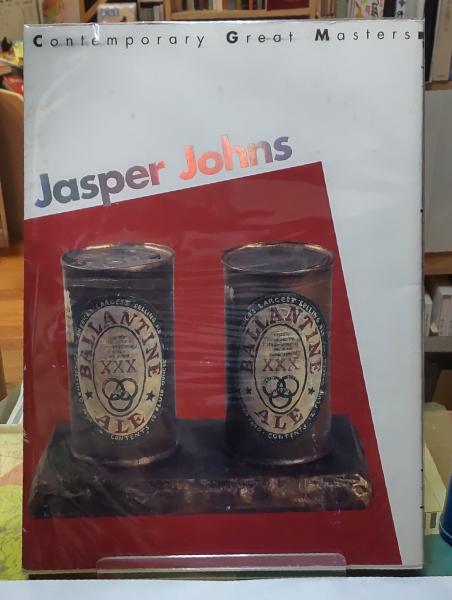 Contemporary Great Masters
Jasper Johns
BALLANTINE
XXX
ALE
BALLANTINE
XXX
ALE